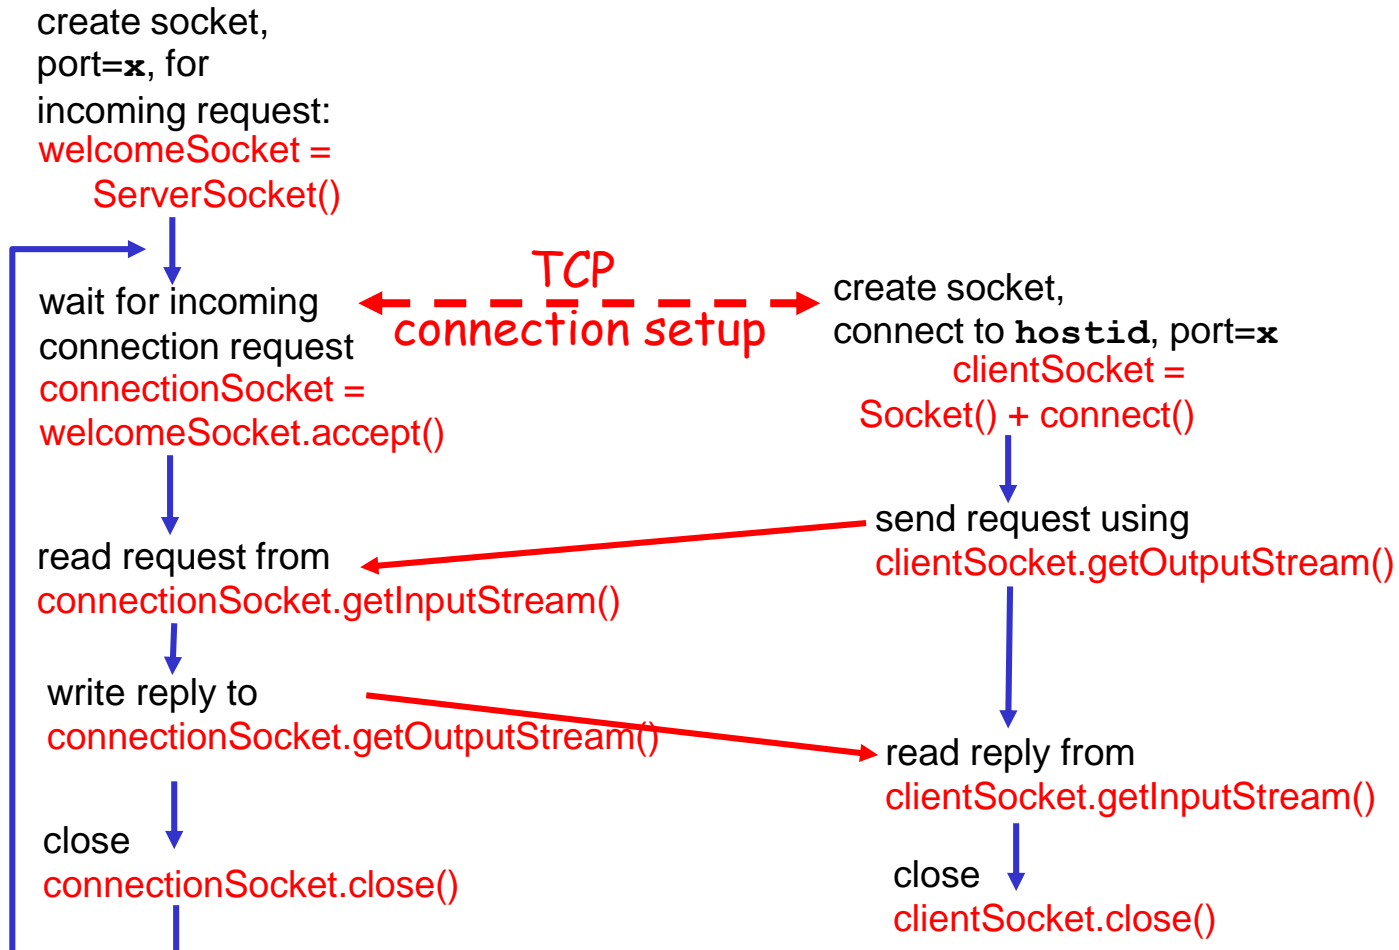 create socket,
port=x, for
incoming request:
welcomeSocket =
ServerSocket()
wait for incoming
connection request
connectionSocket =
welcomeSocket.accept()
TCP
connection setup
create socket,
connect to hostid, port=x
clientSocket =
Socket() + connect()
send request using
clientSocket.getOutputStream()
read request from
connectionSocket.getInputStream()
write reply to
connectionSocket.getOutputStream()
read reply from
clientSocket.getInputStream()
close
connectionSocket.close()
close
clientSocket.close()